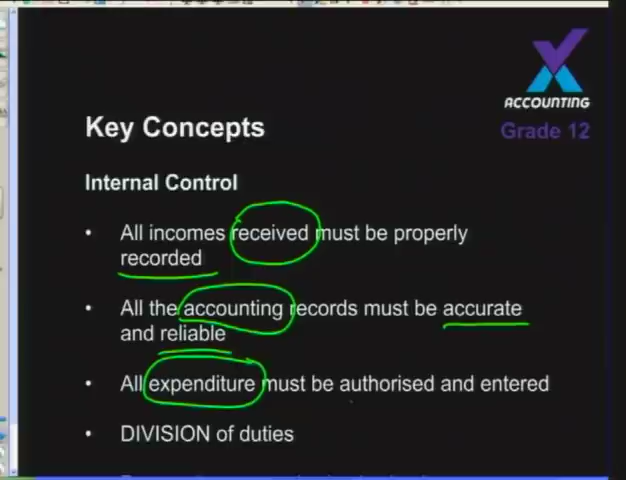 ACCOUNTING
Grade 12
Key Concepts
Internal Control
• All incomes received must be properly
recorded
• All the accounting records must be accurate
and reliable
• All expenditure must be authorised and entered
• DIVISION of duties